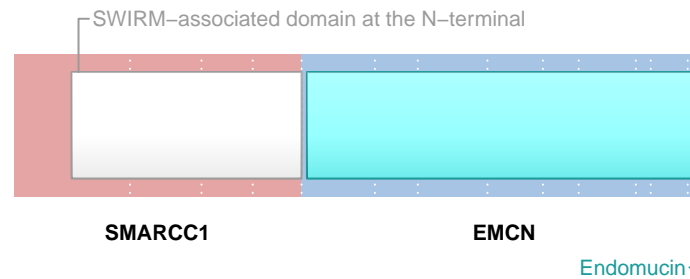 SWIRM−associated domain at the N−terminal
SMARCC1
EMCN
Endomucin